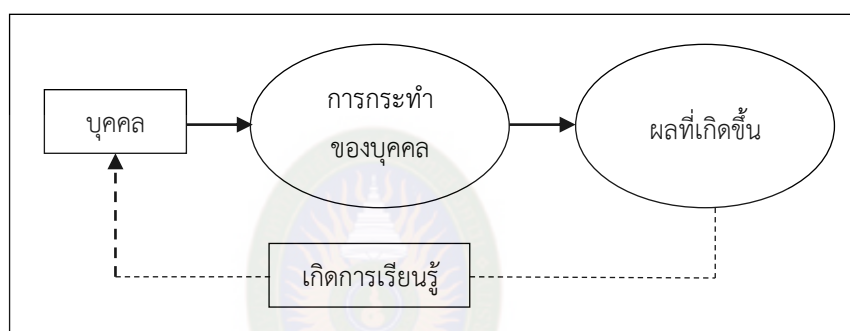 บุคคล
การกระทำ
ของบุคคล
ผลที่เกิดขึ้น
เกิดการเรียนรู้